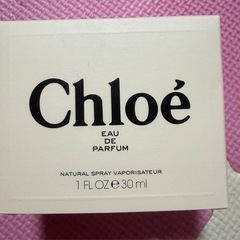 Chloé
EAU
DE
PARFUM
NATURAL SPRAY VAPORISATEUR
1 FL OZ ℮ 30 ml